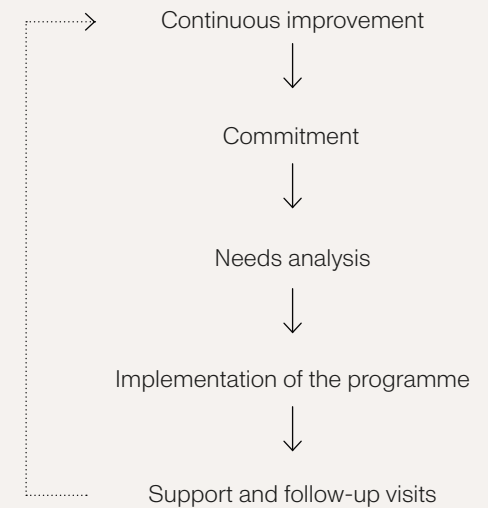 Continuous improvement
Commitment
Needs analysis
Implementation of the programme
Support and follow-up visits